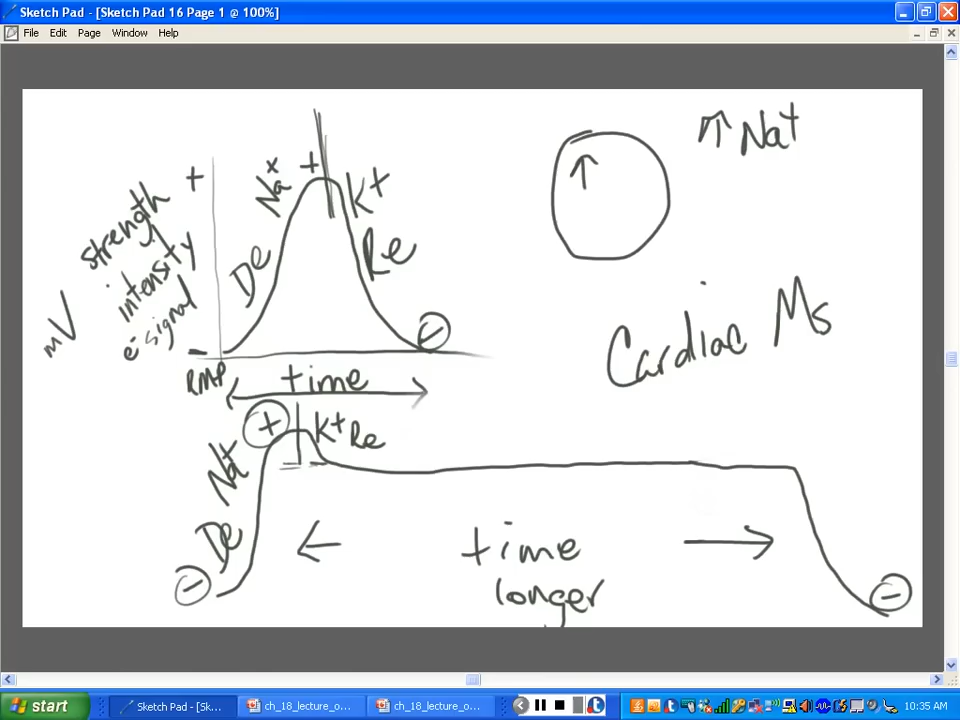 Sketch Pad - [Sketch Pad 16 Page 1 @ 100%]
File Edit Page Window Help
↑ Na+
+
Na+
+
K+
strength
intensity
e- signal
mV
De
Re
-
-
RMP
time
↑
Cardiac Ms
+
K+ Re
Na+
De
-
time
longer
-
start
Sketch Pad - [Sk...
ch_18_lecture_o...
ch_18_lecture_o...
10:35 AM